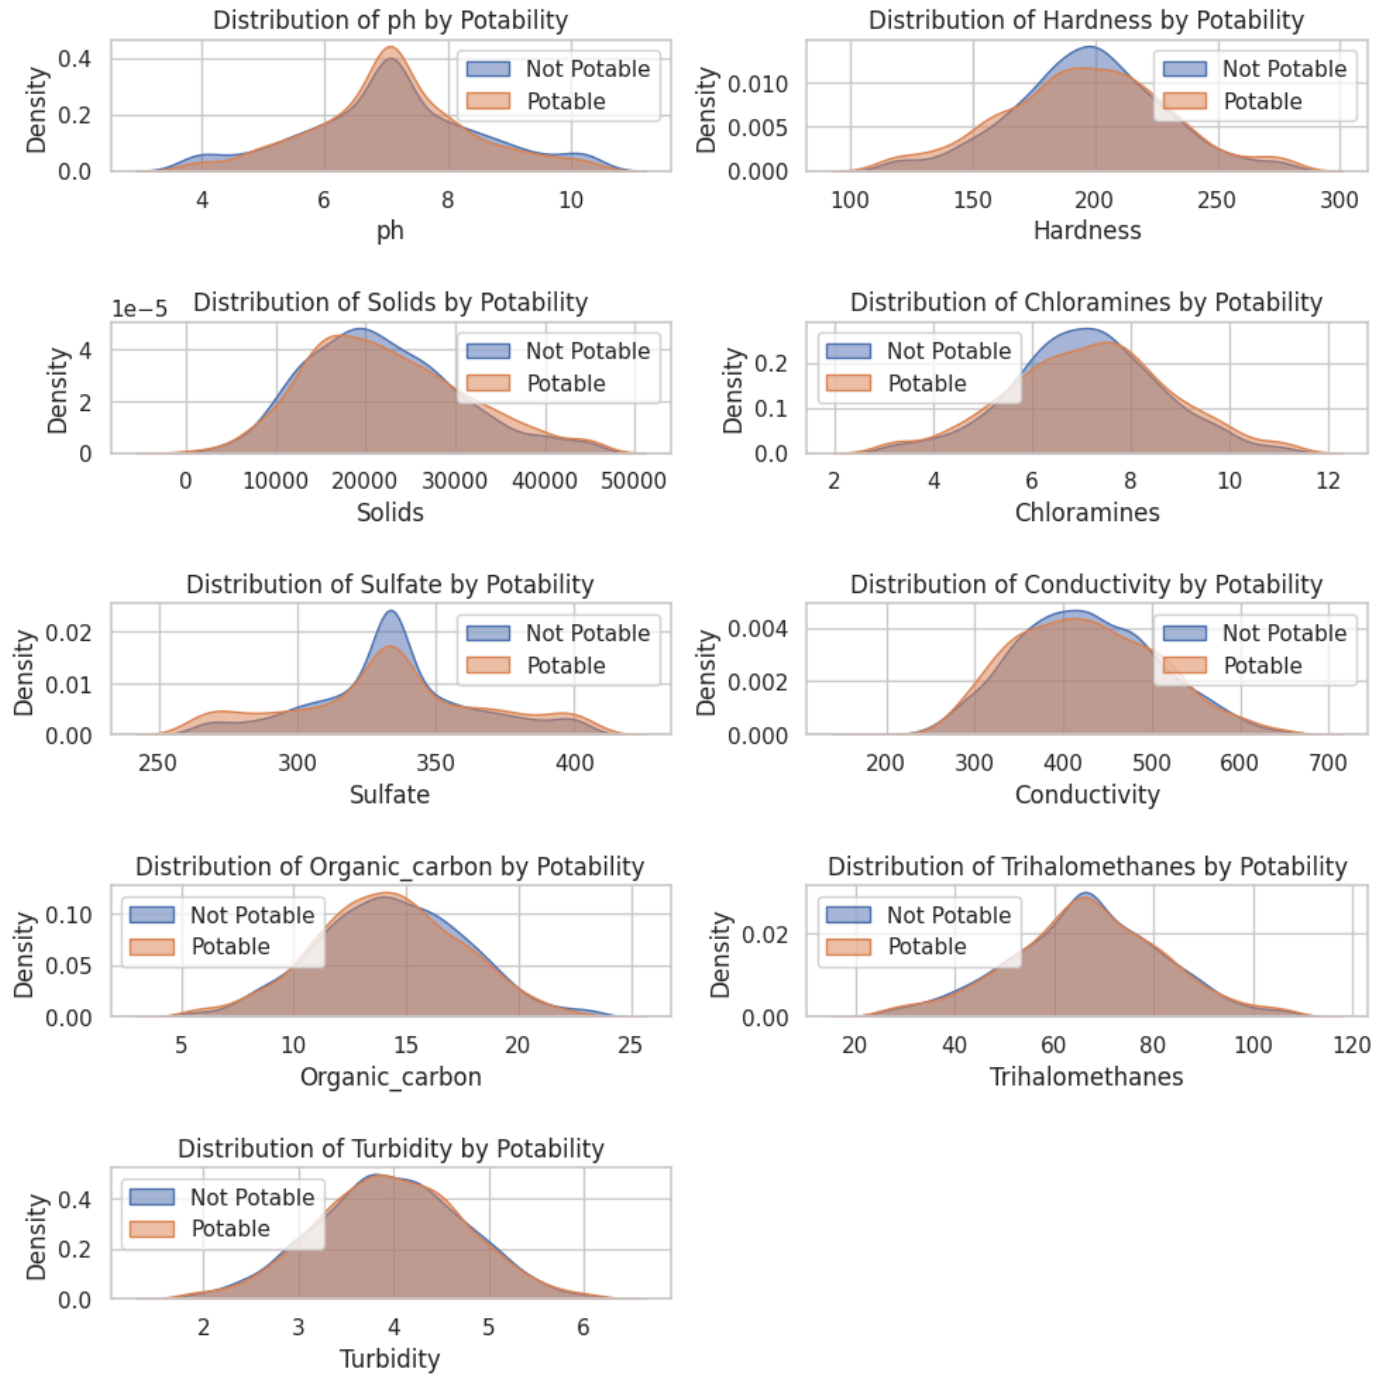 Distribution of ph by Potability
Density
0.4
0.2
0.0
Not Potable
Potable
4 6 8 10
ph
Distribution of Hardness by Potability
Density
0.010
0.005
0.000
Not Potable
Potable
100 150 200 250 300
Hardness
1e−5 Distribution of Solids by Potability
Density
4
2
0
Not Potable
Potable
0 10000 20000 30000 40000 50000
Solids
Distribution of Chloramines by Potability
Density
0.2
0.1
0.0
Not Potable
Potable
2 4 6 8 10 12
Chloramines
Distribution of Sulfate by Potability
Density
0.02
0.01
0.00
Not Potable
Potable
250 300 350 400
Sulfate
Distribution of Conductivity by Potability
Density
0.004
0.002
0.000
Not Potable
Potable
200 300 400 500 600 700
Conductivity
Distribution of Organic_carbon by Potability
Density
0.10
0.05
0.00
Not Potable
Potable
5 10 15 20 25
Organic_carbon
Distribution of Trihalomethanes by Potability
Density
0.02
0.00
Not Potable
Potable
20 40 60 80 100 120
Trihalomethanes
Distribution of Turbidity by Potability
Density
0.4
0.2
0.0
Not Potable
Potable
2 3 4 5 6
Turbidity